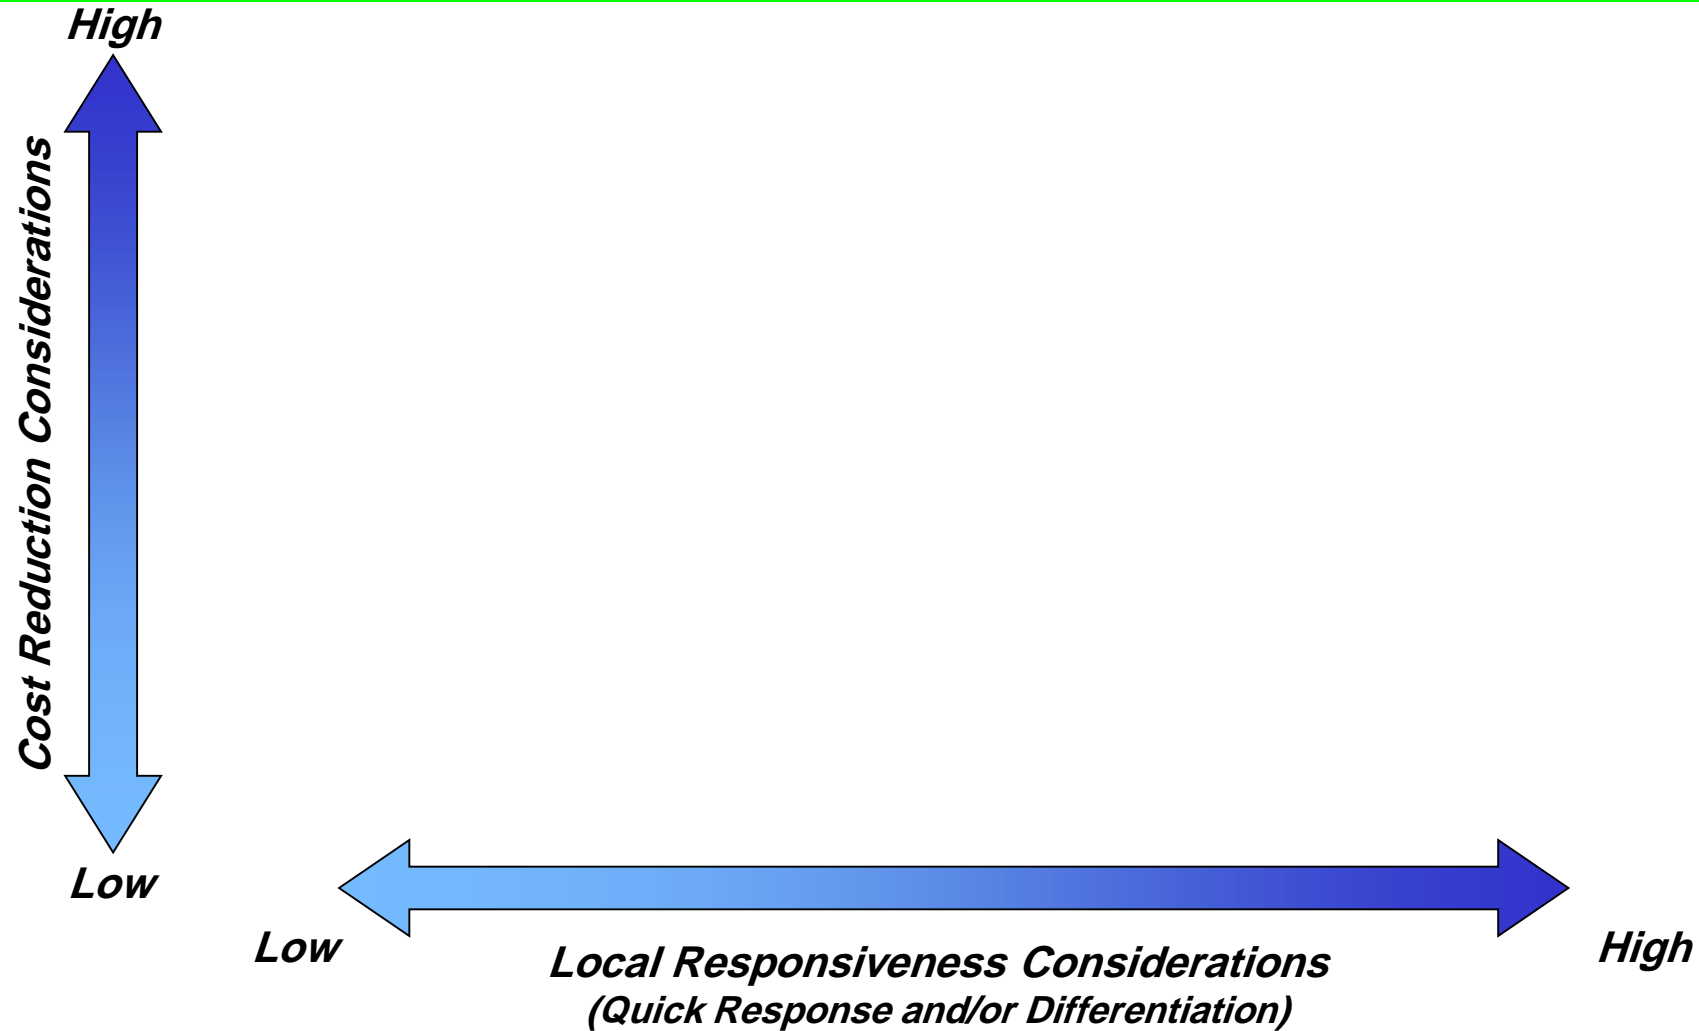 High
Cost Reduction Considerations
Low
Low
High
Local Responsiveness Considerations
(Quick Response and/or Differentiation)